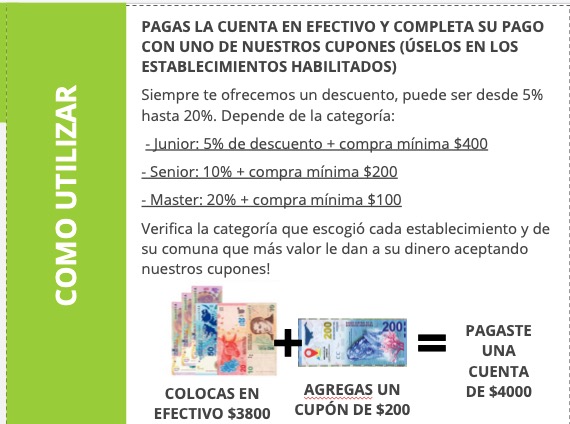 COMO UTILIZAR
PAGAS LA CUENTA EN EFECTIVO Y COMPLETA SU PAGO
CON UNO DE NUESTROS CUPONES (ÚSELOS EN LOS
ESTABLECIMIENTOS HABILITADOS)
Siempre te ofrecemos un descuento, puede ser desde 5%
hasta 20%. Depende de la categoría:
- Junior: 5% de descuento + compra mínima $400
- Senior: 10% + compra mínima $200
- Master: 20% + compra mínima $100
Verifica la categoría que escogió cada establecimiento y de
su comuna que más valor le dan a su dinero aceptando
nuestros cupones!
+
200
200
=
COLOCAS EN
EFECTIVO $3800
AGREGAS UN
CUPÓN DE $200
PAGASTE
UNA
CUENTA
DE $4000